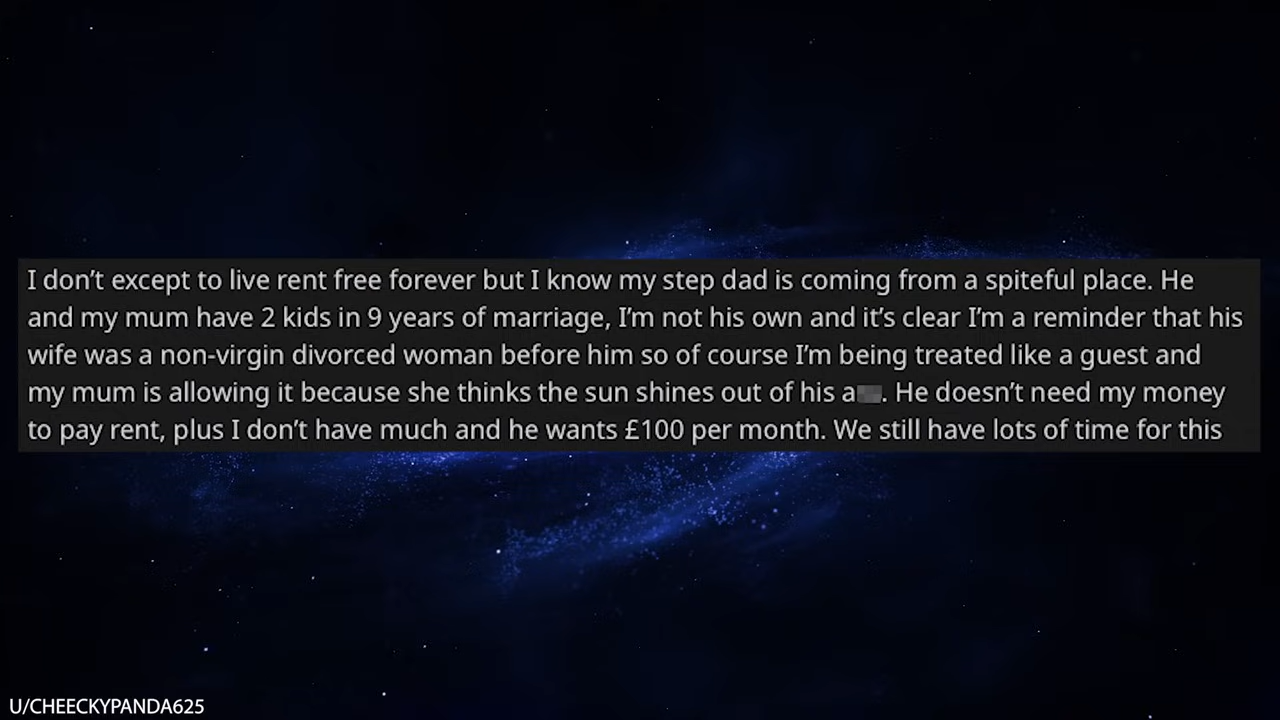 I don't except to live rent free forever but I know my step dad is coming from a spiteful place. He
and my mum have 2 kids in 9 years of marriage, I'm not his own and it's clear I'm a reminder that his
wife was a non-virgin divorced woman before him so of course I'm being treated like a guest and
my mum is allowing it because she thinks the sun shines out of his a. He doesn't need my money
to pay rent, plus I don't have much and he wants £100 per month. We still have lots of time for this
U/CHEECKYPANDA625